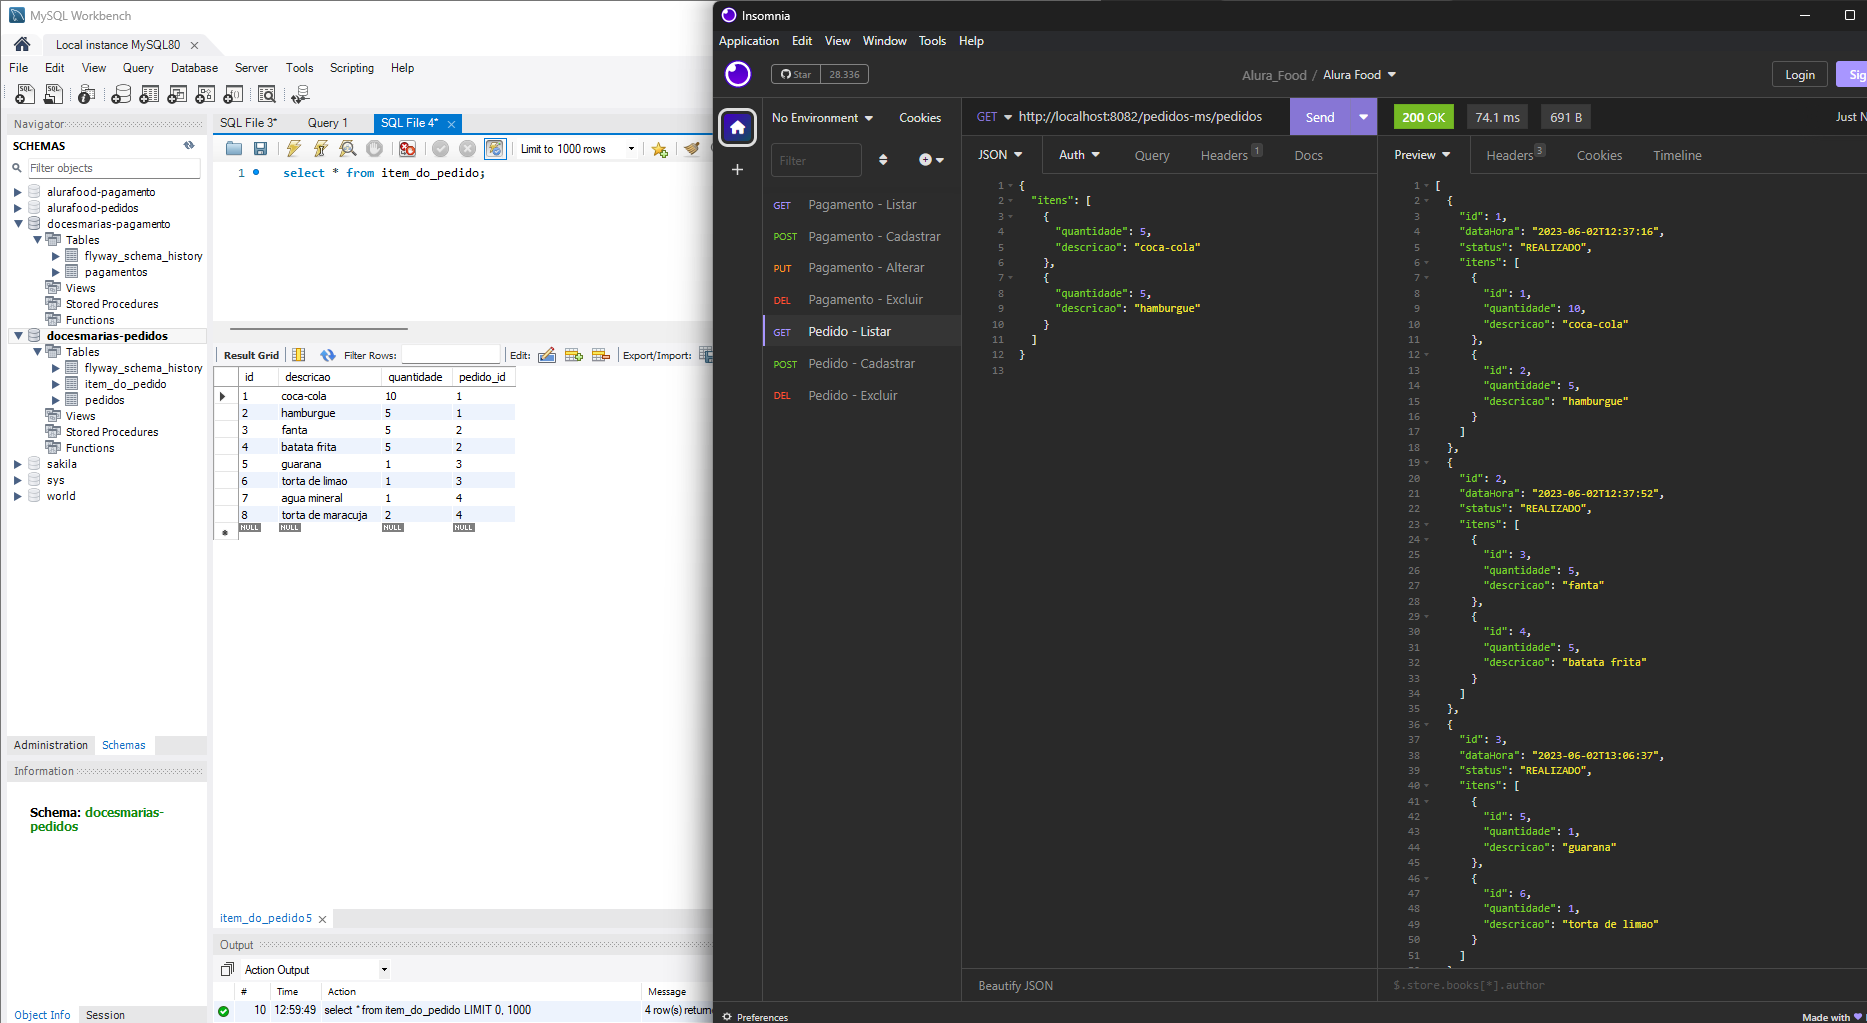 MySQL Workbench
Local instance MySQL80
File Edit View Query Database Server Tools Scripting Help
Navigator
SCHEMAS
Filter objects
alurafood-pagamento
alurafood-pedidos
docesmarias-pagamento
Tables
flyway_schema_history
pagamentos
Views
Stored Procedures
Functions
docesmarias-pedidos
Tables
flyway_schema_history
item_do_pedido
pedidos
Views
Stored Procedures
Functions
sakila
sys
world
Administration Schemas
Information
Schema: docesmarias-
pedidos
Object Info Session
SQL File 3* Query 1 SQL File 4*
Limit to 1000 rows
1 select * from item_do_pedido;
Result Grid Filter Rows: Edit: Export/Import:
id descricao quantidade pedido_id
1 coca-cola 10 1
2 hamburgue 5 1
3 fanta 5 2
4 batata frita 5 2
5 guarana 1 3
6 torta de limao 1 3
7 agua mineral 1 4
8 torta de maracuja 2 4
NULL NULL NULL NULL
item_do_pedido 5
Output
Action Output
# Time Action Message
10 12:59:49 select * from item_do_pedido LIMIT 0, 1000 4 row(s) return
Insomnia
Application Edit View Window Tools Help
Star 28.336
Alura_Food / Alura Food
Login Sig
No Environment Cookies
Filter
GET Pagamento - Listar
POST Pagamento - Cadastrar
PUT Pagamento - Alterar
DEL Pagamento - Excluir
GET Pedido - Listar
POST Pedido - Cadastrar
DEL Pedido - Excluir
GET http://localhost:8082/pedidos-ms/pedidos Send
JSON Auth Query Headers 1 Docs
1 {
2 "itens": [
3 {
4 "quantidade": 5,
5 "descricao": "coca-cola"
6 },
7 {
8 "quantidade": 5,
9 "descricao": "hamburgue"
10 }
11 ]
12 }
13
Beautify JSON
200 OK 74.1 ms 691 B Just N
Preview Headers 3 Cookies Timeline
1 [
2 {
3 "id": 1,
4 "dataHora": "2023-06-02T12:37:16",
5 "status": "REALIZADO",
6 "itens": [
7 {
8 "id": 1,
9 "quantidade": 10,
10 "descricao": "coca-cola"
11 },
12 {
13 "id": 2,
14 "quantidade": 5,
15 "descricao": "hamburgue"
16 }
17 ]
18 },
19 {
20 "id": 2,
21 "dataHora": "2023-06-02T12:37:52",
22 "status": "REALIZADO",
23 "itens": [
24 {
25 "id": 3,
26 "quantidade": 5,
27 "descricao": "fanta"
28 },
29 {
30 "id": 4,
31 "quantidade": 5,
32 "descricao": "batata frita"
33 }
34 ]
35 },
36 {
37 "id": 3,
38 "dataHora": "2023-06-02T13:06:37",
39 "status": "REALIZADO",
40 "itens": [
41 {
42 "id": 5,
43 "quantidade": 1,
44 "descricao": "guarana"
45 },
46 {
47 "id": 6,
48 "quantidade": 1,
49 "descricao": "torta de limao"
50 }
51 ]
$.store.books[*].author
Preferences
Made with